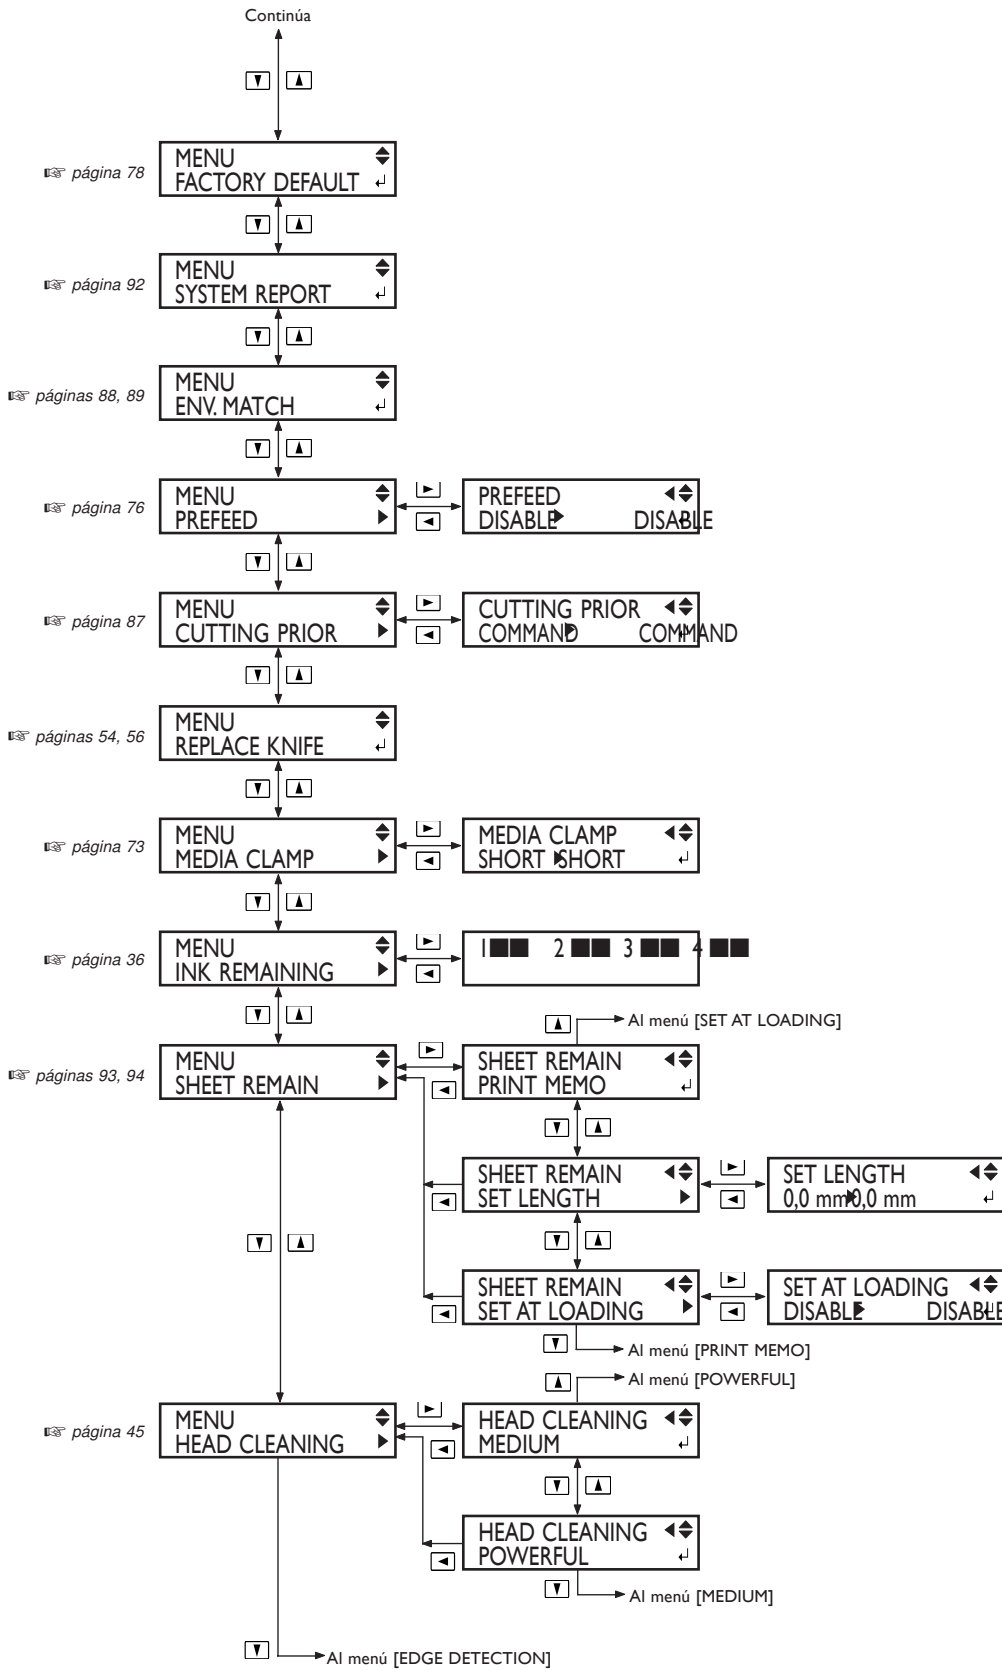 Continúa
MENU
FACTORY DEFAULT
☞ página 78
MENU
SYSTEM REPORT
☞ página 92
MENU
ENV. MATCH
☞ páginas 88, 89
MENU
PREFEED
☞ página 76
PREFEED
DISABLE DISABLE
MENU
CUTTING PRIOR
☞ página 87
CUTTING PRIOR
COMMAND COMMAND
MENU
REPLACE KNIFE
☞ páginas 54, 56
MENU
MEDIA CLAMP
☞ página 73
MEDIA CLAMP
SHORT SHORT
MENU
INK REMAINING
☞ página 36
1■■ 2 ■■ 3 ■■ 4 ■■
Al menú [SET AT LOADING]
MENU
SHEET REMAIN
☞ páginas 93, 94
SHEET REMAIN
PRINT MEMO
SHEET REMAIN
SET LENGTH
SET LENGTH
0,0 mm 0,0 mm
SHEET REMAIN
SET AT LOADING
SET AT LOADING
DISABLE DISABLE
Al menú [PRINT MEMO]
Al menú [POWERFUL]
MENU
HEAD CLEANING
☞ página 45
HEAD CLEANING
MEDIUM
HEAD CLEANING
POWERFUL
Al menú [MEDIUM]
Al menú [EDGE DETECTION]